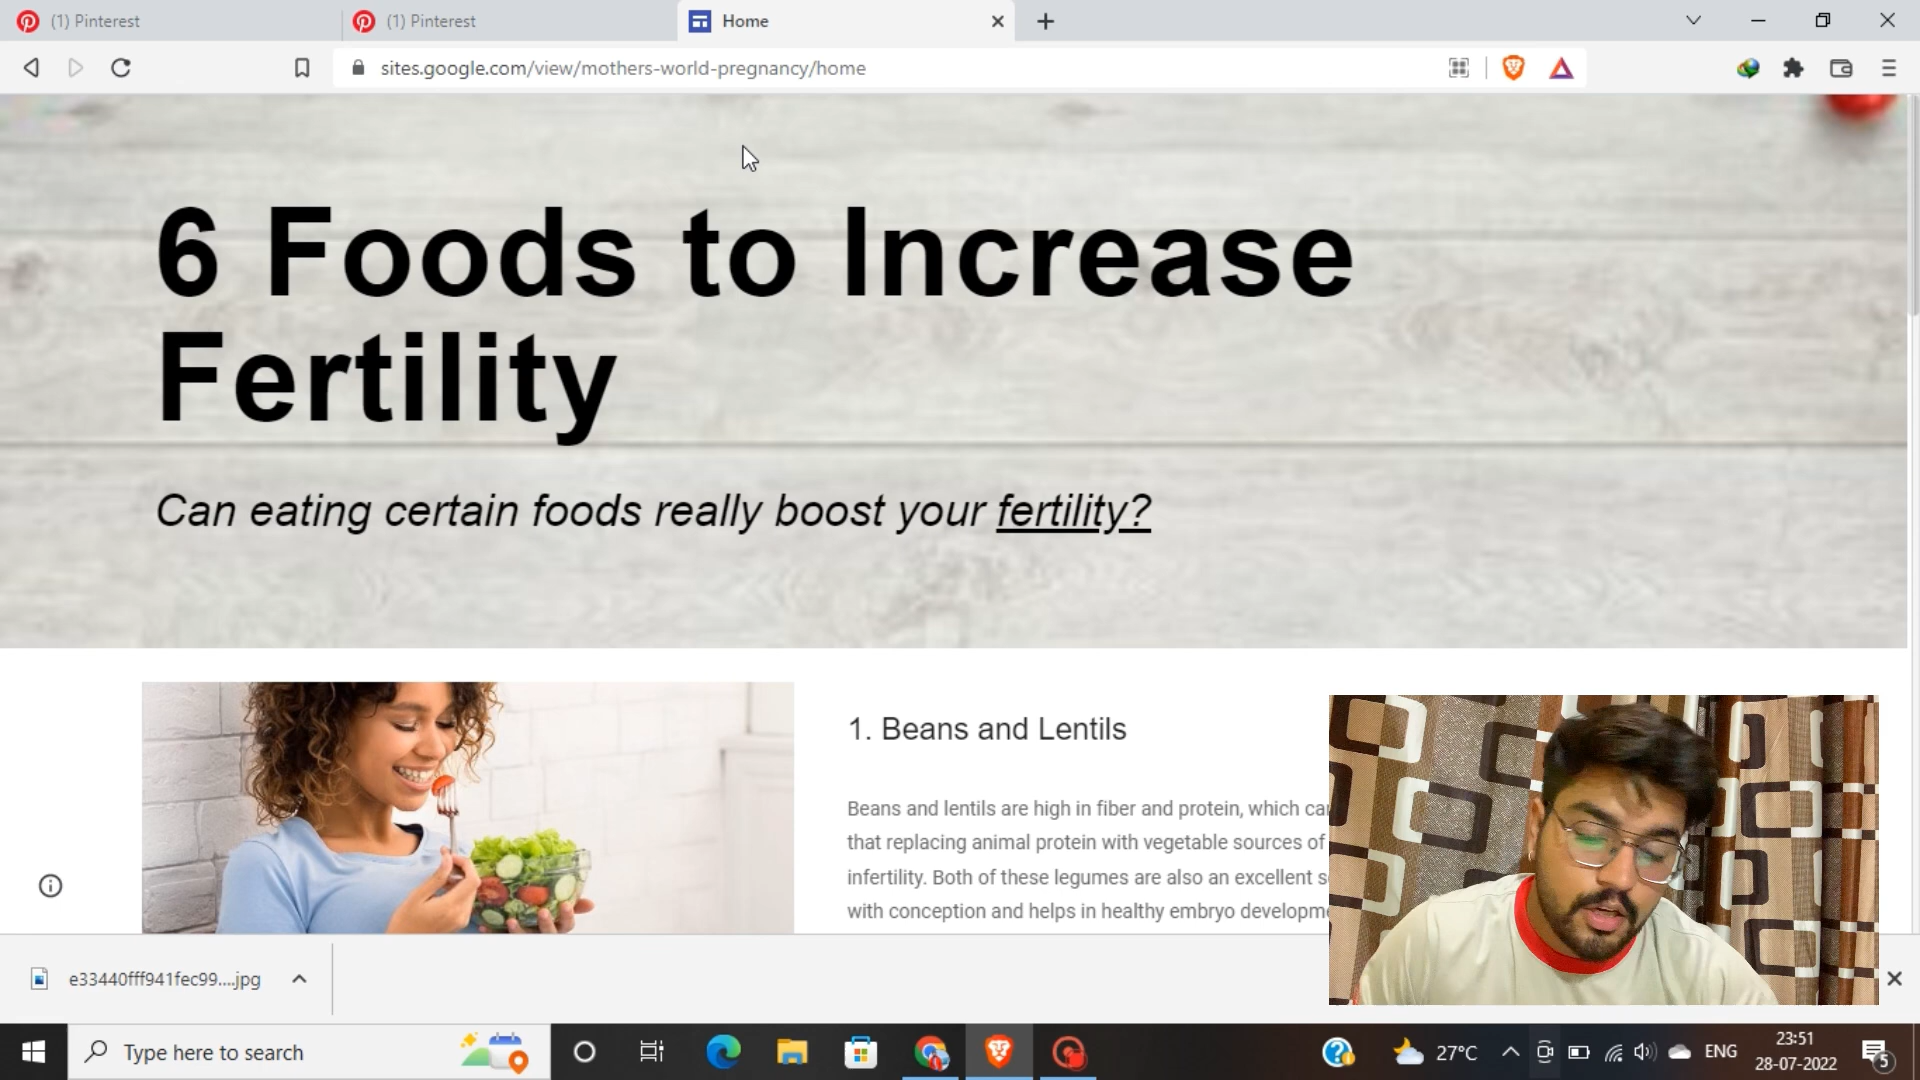 (1) Pinterest
(1) Pinterest
Home
sites.google.com/view/mothers-world-pregnancy/home
6 Foods to Increase
Fertility
Can eating certain foods really boost your fertility?
1. Beans and Lentils
Beans and lentils are high in fiber and protein, which
that replacing animal protein with vegetable sources of
infertility. Both of these legumes are also an excellent
with conception and helps in healthy embryo
e33440fff941fec99....jpg
Type here to search
27°C
ENG
23:51
28-07-2022
5